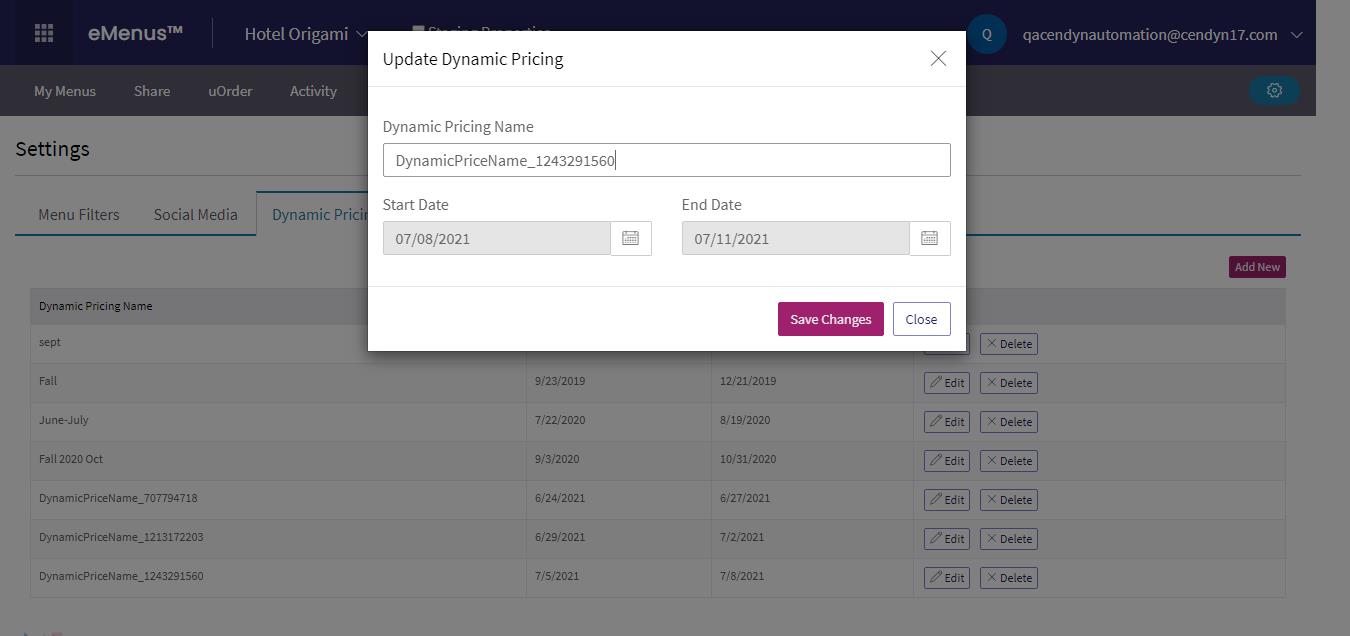 eMenus™
Hotel Origami
Staging Properties
Q
qacendynautomation@cendyn17.com
My Menus
Share
uOrder
Activity
Update Dynamic Pricing
Dynamic Pricing Name
DynamicPriceName_1243291560
Start Date
End Date
07/08/2021
07/11/2021
Save Changes
Close
Settings
Menu Filters
Social Media
Dynamic Pricin
Add New
Dynamic Pricing Name
sept
Delete
Fall 9/23/2019 12/21/2019 Edit Delete
June-July 7/22/2020 8/19/2020 Edit Delete
Fall 2020 Oct 9/3/2020 10/31/2020 Edit Delete
DynamicPriceName_707794718 6/24/2021 6/27/2021 Edit Delete
DynamicPriceName_1213172203 6/29/2021 7/2/2021 Edit Delete
DynamicPriceName_1243291560 7/5/2021 7/8/2021 Edit Delete